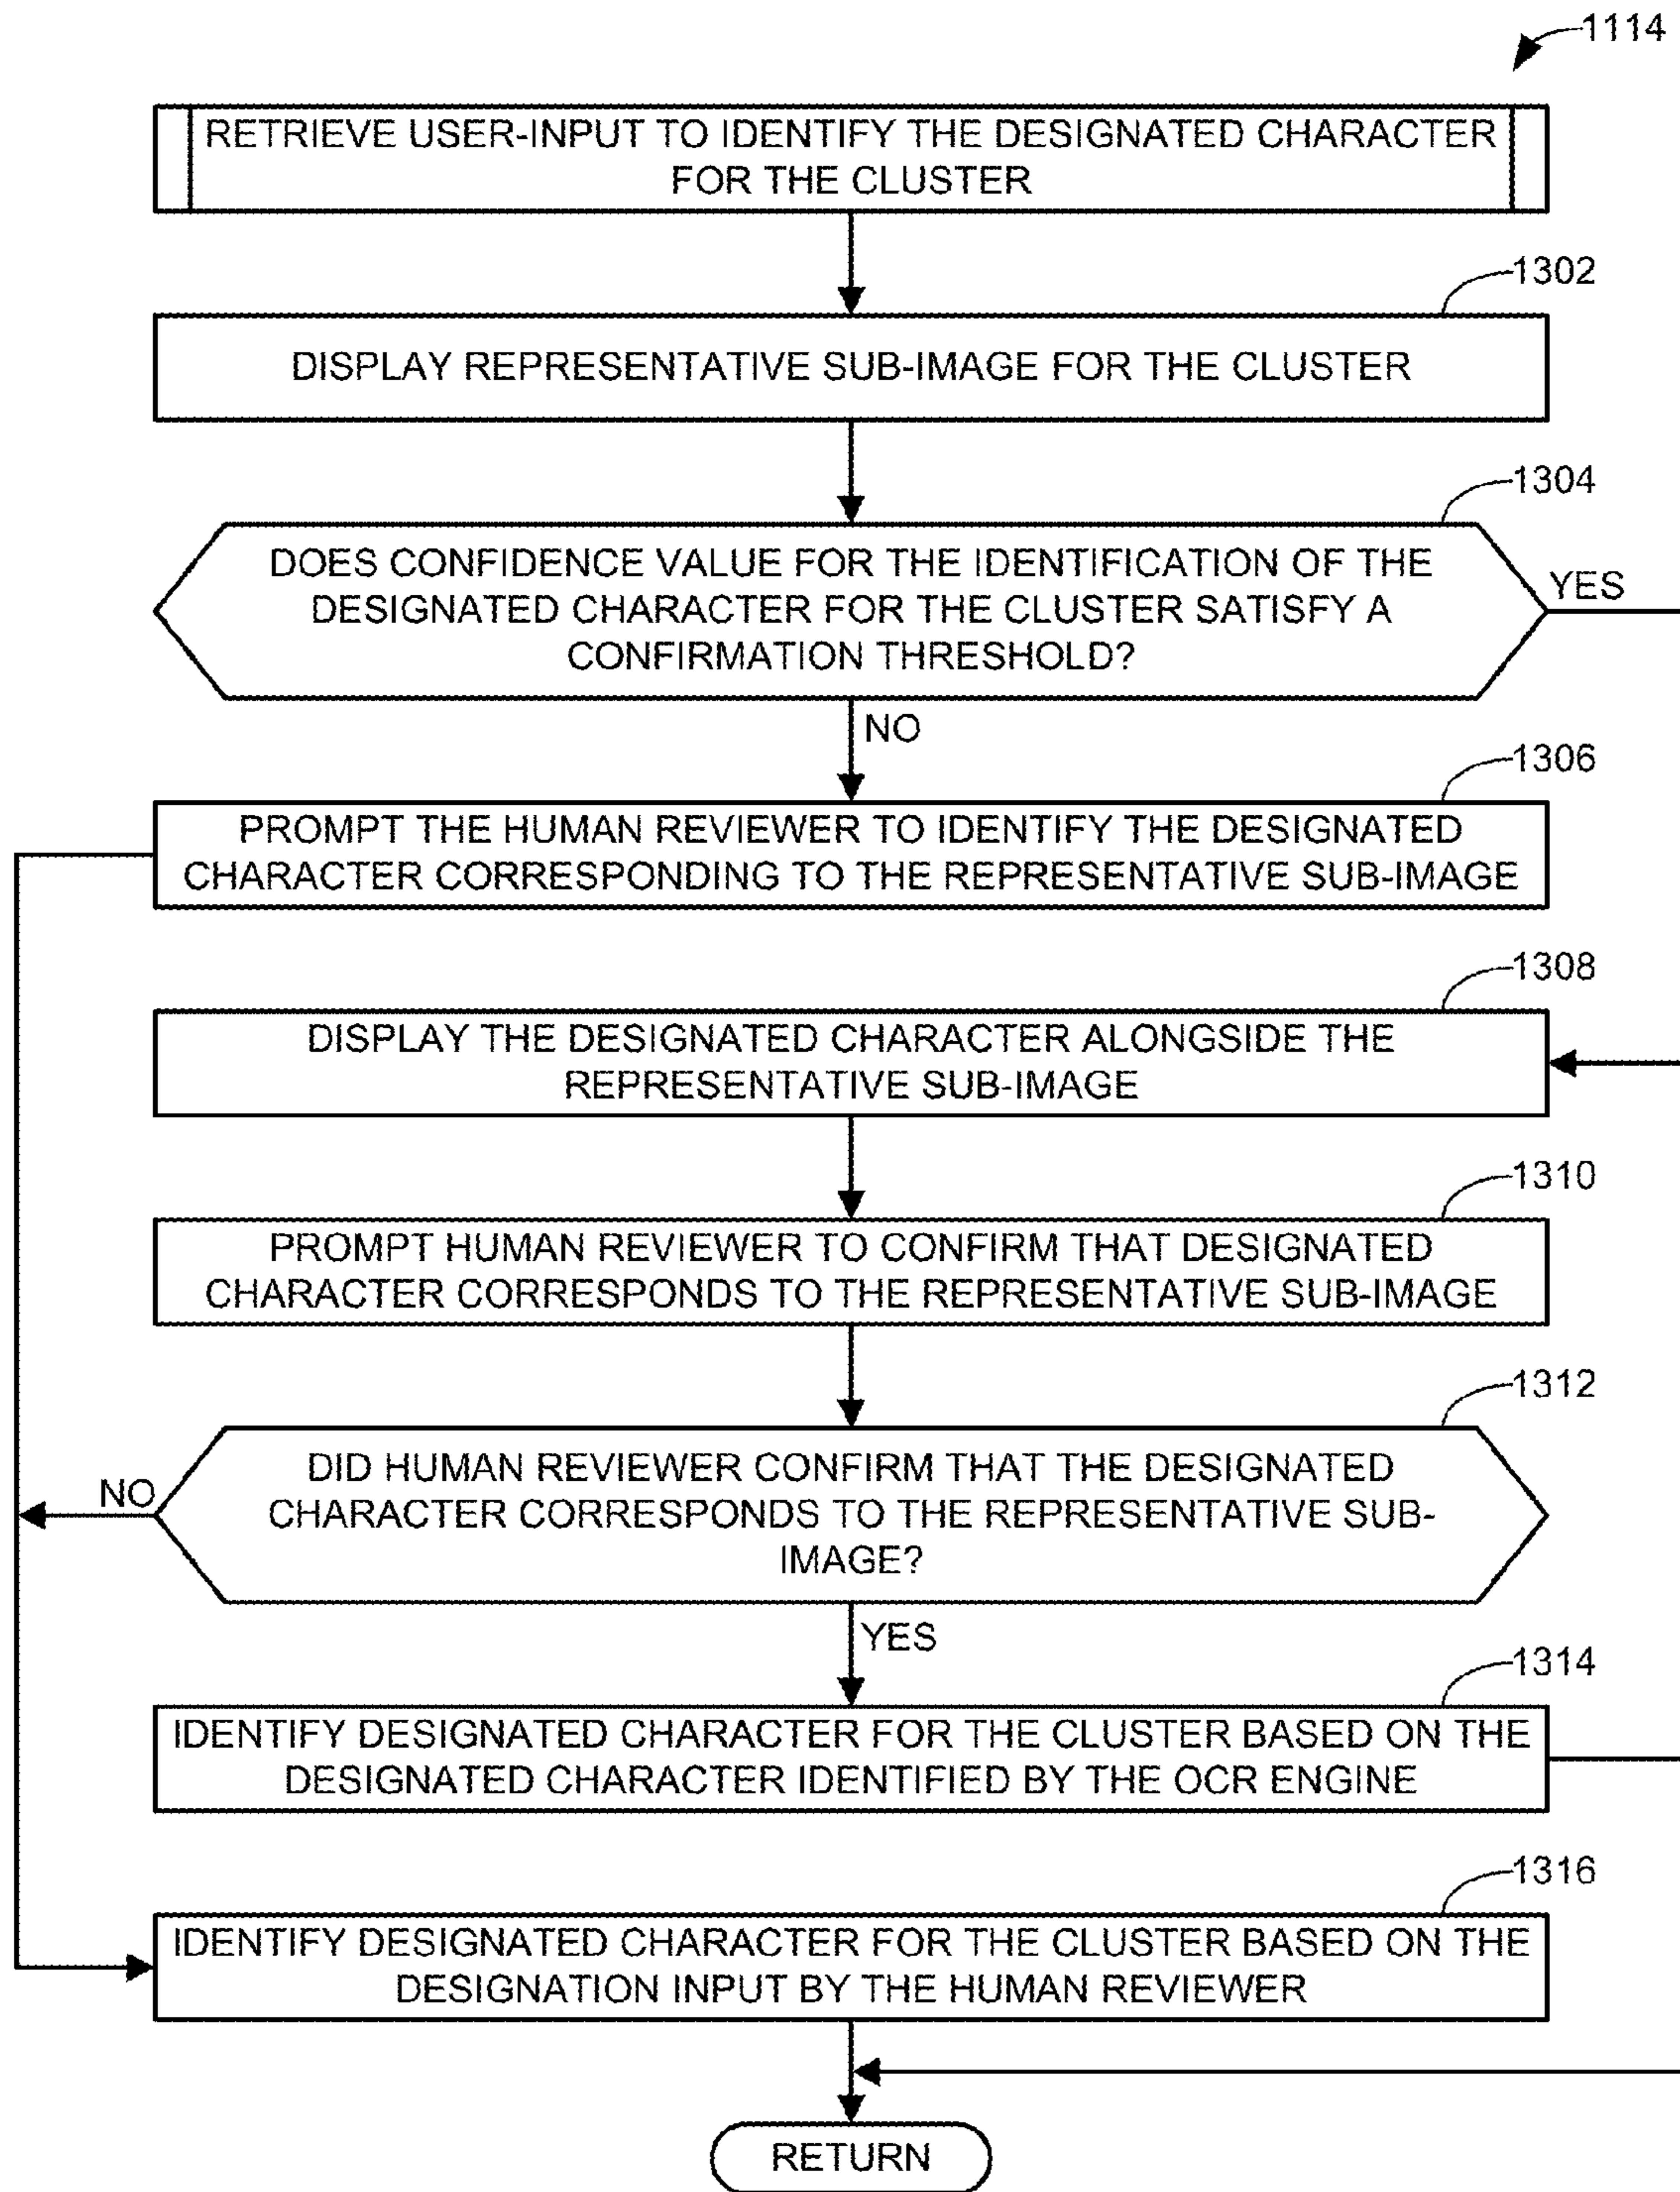 1114
RETRIEVE USER-INPUT TO IDENTIFY THE DESIGNATED CHARACTER
FOR THE CLUSTER
1302
DISPLAY REPRESENTATIVE SUB-IMAGE FOR THE CLUSTER
1304
DOES CONFIDENCE VALUE FOR THE IDENTIFICATION OF THE
DESIGNATED CHARACTER FOR THE CLUSTER SATISFY A
CONFIRMATION THRESHOLD?
YES
NO
1306
PROMPT THE HUMAN REVIEWER TO IDENTIFY THE DESIGNATED
CHARACTER CORRESPONDING TO THE REPRESENTATIVE SUB-IMAGE
1308
DISPLAY THE DESIGNATED CHARACTER ALONGSIDE THE
REPRESENTATIVE SUB-IMAGE
1310
PROMPT HUMAN REVIEWER TO CONFIRM THAT DESIGNATED
CHARACTER CORRESPONDS TO THE REPRESENTATIVE SUB-IMAGE
1312
DID HUMAN REVIEWER CONFIRM THAT THE DESIGNATED
CHARACTER CORRESPONDS TO THE REPRESENTATIVE SUB-
IMAGE?
NO
YES
1314
IDENTIFY DESIGNATED CHARACTER FOR THE CLUSTER BASED ON THE
DESIGNATED CHARACTER IDENTIFIED BY THE OCR ENGINE
1316
IDENTIFY DESIGNATED CHARACTER FOR THE CLUSTER BASED ON THE
DESIGNATION INPUT BY THE HUMAN REVIEWER
RETURN